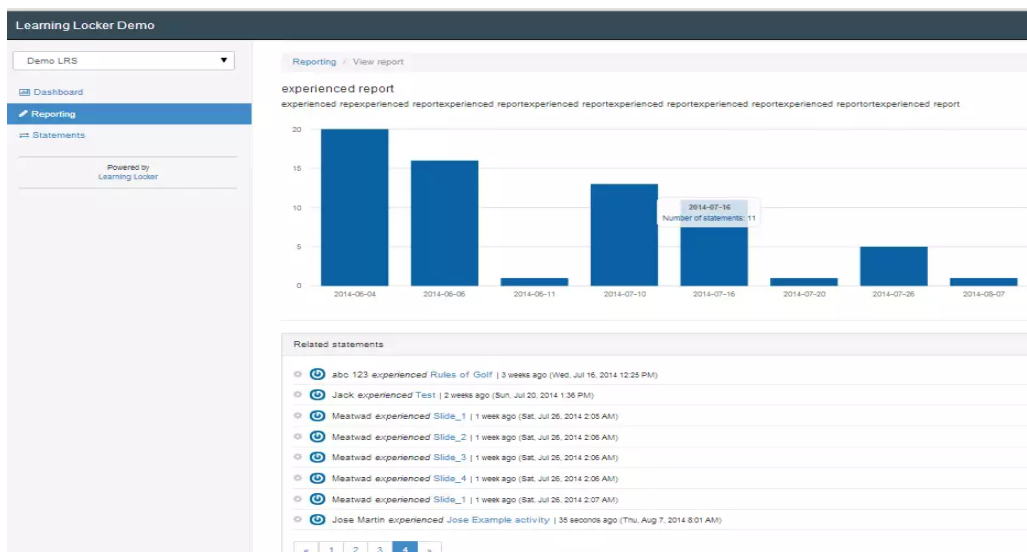 Learning Locker Demo
Demo LRS
Reporting / View report
Dashboard
Reporting
Statements
Powered by
Learning Locker
experienced report
experienced repexperienced reportexperienced reportexperienced reportexperienced reportexperienced reportexperienced reportortexperienced report
20
15
10
5
0
2014-07-16
Number of statements: 11
2014-06-04 2014-06-06 2014-06-11 2014-07-10 2014-07-16 2014-07-20 2014-07-26 2014-08-07
Related statements
abc 123 experienced Rules of Golf | 3 weeks ago (Wed, Jul 16, 2014 12:25 PM)
Jack experienced Test | 2 weeks ago (Sun, Jul 20, 2014 1:36 PM)
Meatwad experienced Slide_1 | 1 week ago (Sat, Jul 26, 2014 2:05 AM)
Meatwad experienced Slide_2 | 1 week ago (Sat, Jul 26, 2014 2:06 AM)
Meatwad experienced Slide_3 | 1 week ago (Sat, Jul 26, 2014 2:06 AM)
Meatwad experienced Slide_4 | 1 week ago (Sat, Jul 26, 2014 2:06 AM)
Meatwad experienced Slide_1 | 1 week ago (Sat, Jul 26, 2014 2:07 AM)
Jose Martin experienced Jose Example activity | 35 seconds ago (Thu, Aug 7, 2014 8:01 AM)
« 1 2 3 4 »